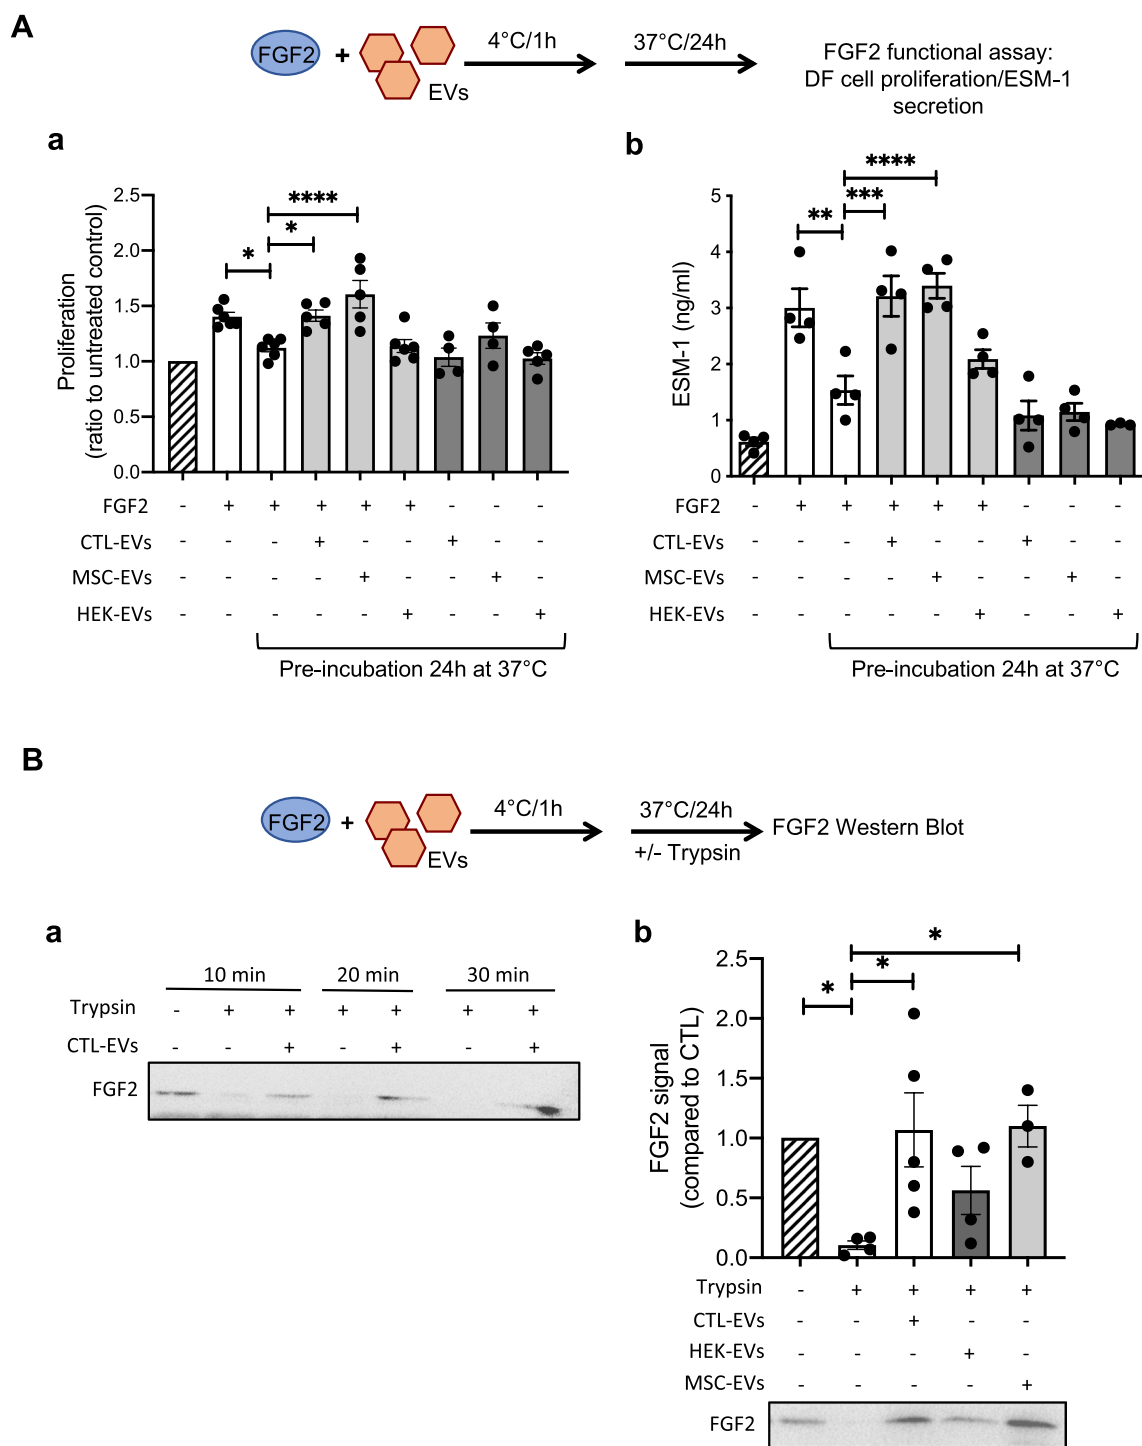 A
FGF2 + EVs 4°C/1h 37°C/24h FGF2 functional assay:
DF cell proliferation/ESM-1
secretion
a
Proliferation
(ratio to untreated control)
2.5
2.0
1.5
1.0
0.5
0.0
* * ****
FGF2 - + + + + + - - -
CTL-EVs - - - + - - + - -
MSC-EVs - - - - + - - + -
HEK-EVs - - - - - + - - +
Pre-incubation 24h at 37°C
b
ESM-1 (ng/ml)
5
4
3
2
1
0
** *** ****
FGF2 - + + + + + - - -
CTL-EVs - - - + - - + - -
MSC-EVs - - - - + - - + -
HEK-EVs - - - - - + - - +
Pre-incubation 24h at 37°C
B
FGF2 + EVs 4°C/1h 37°C/24h FGF2 Western Blot
+/- Trypsin
a
10 min 20 min 30 min
Trypsin - + + + + + +
CTL-EVs - - + - + - +
FGF2
b
FGF2 signal
(compared to CTL)
2.5
2.0
1.5
1.0
0.5
0.0
* * *
Trypsin - + + + +
CTL-EVs - - + - -
HEK-EVs - - - + -
MSC-EVs - - - - +
FGF2